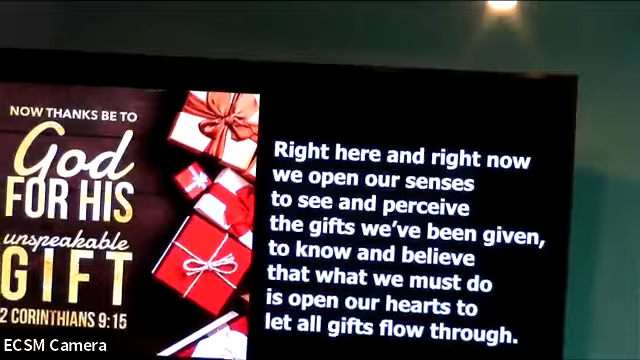 NOW THANKS BE TO
God
FOR HIS
unspeakable
GIFT
2 CORINTHIANS 9:15
Right here and right now
we open our senses
to see and perceive
the gifts we've been given,
to know and believe
that what we must do
is open our hearts to
let all gifts flow through.
ECSM Camera